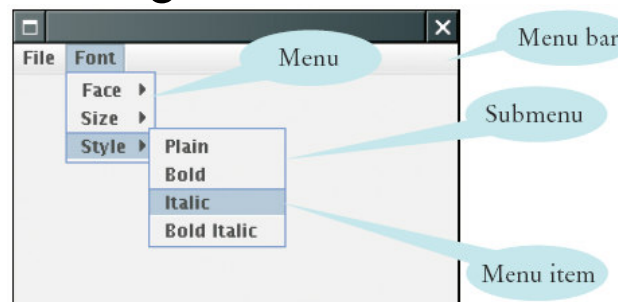 File Font
Menu
Menu bar
Face
Size
Style
Submenu
Plain
Bold
Italic
Bold Italic
Menu item